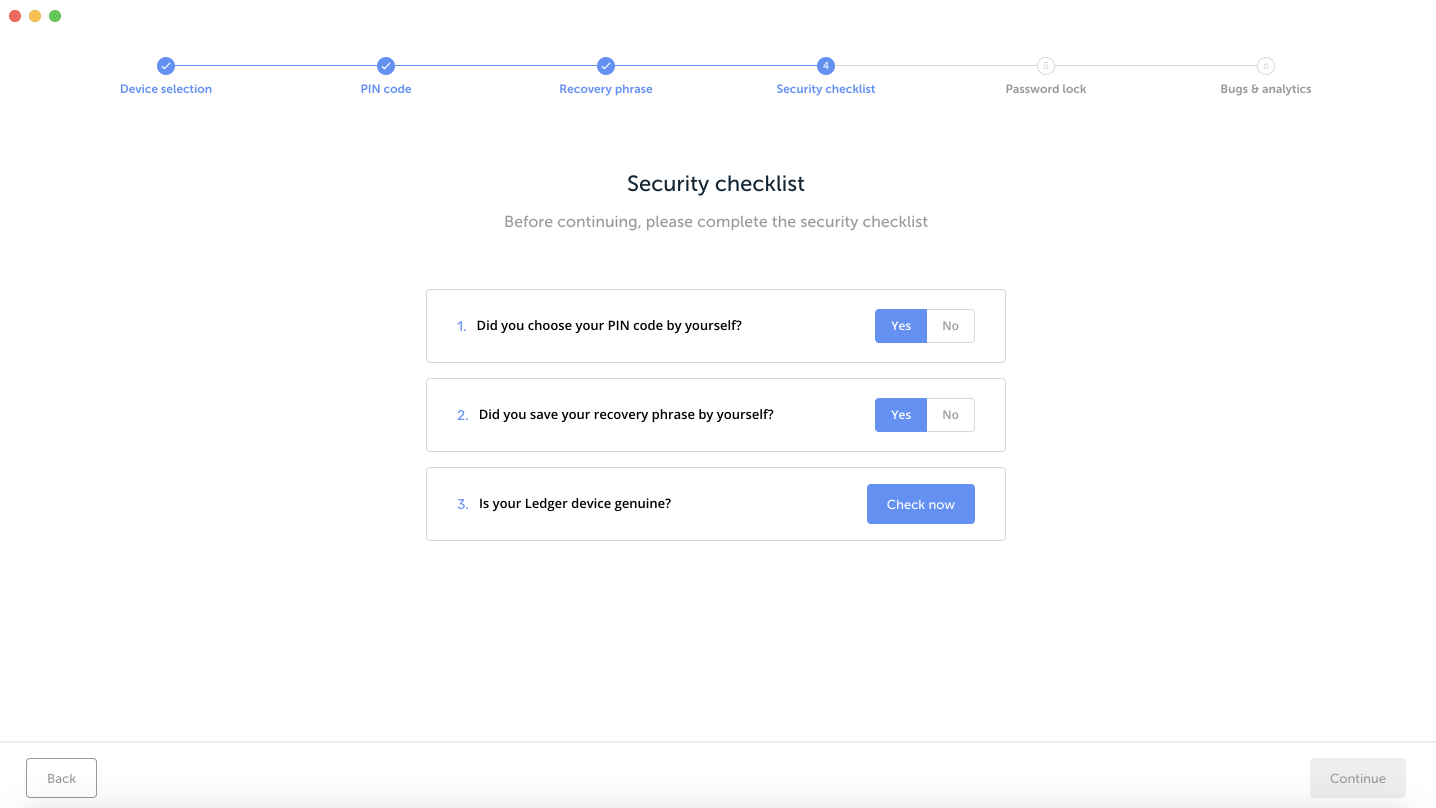 4
5
6
Device selection
PIN code
Recovery phrase
Security checklist
Password lock
Bugs & analytics
Security checklist
Before continuing, please complete the security checklist
1. Did you choose your PIN code by yourself?
Yes
No
2. Did you save your recovery phrase by yourself?
Yes
No
3. Is your Ledger device genuine?
Check now
Back
Continue